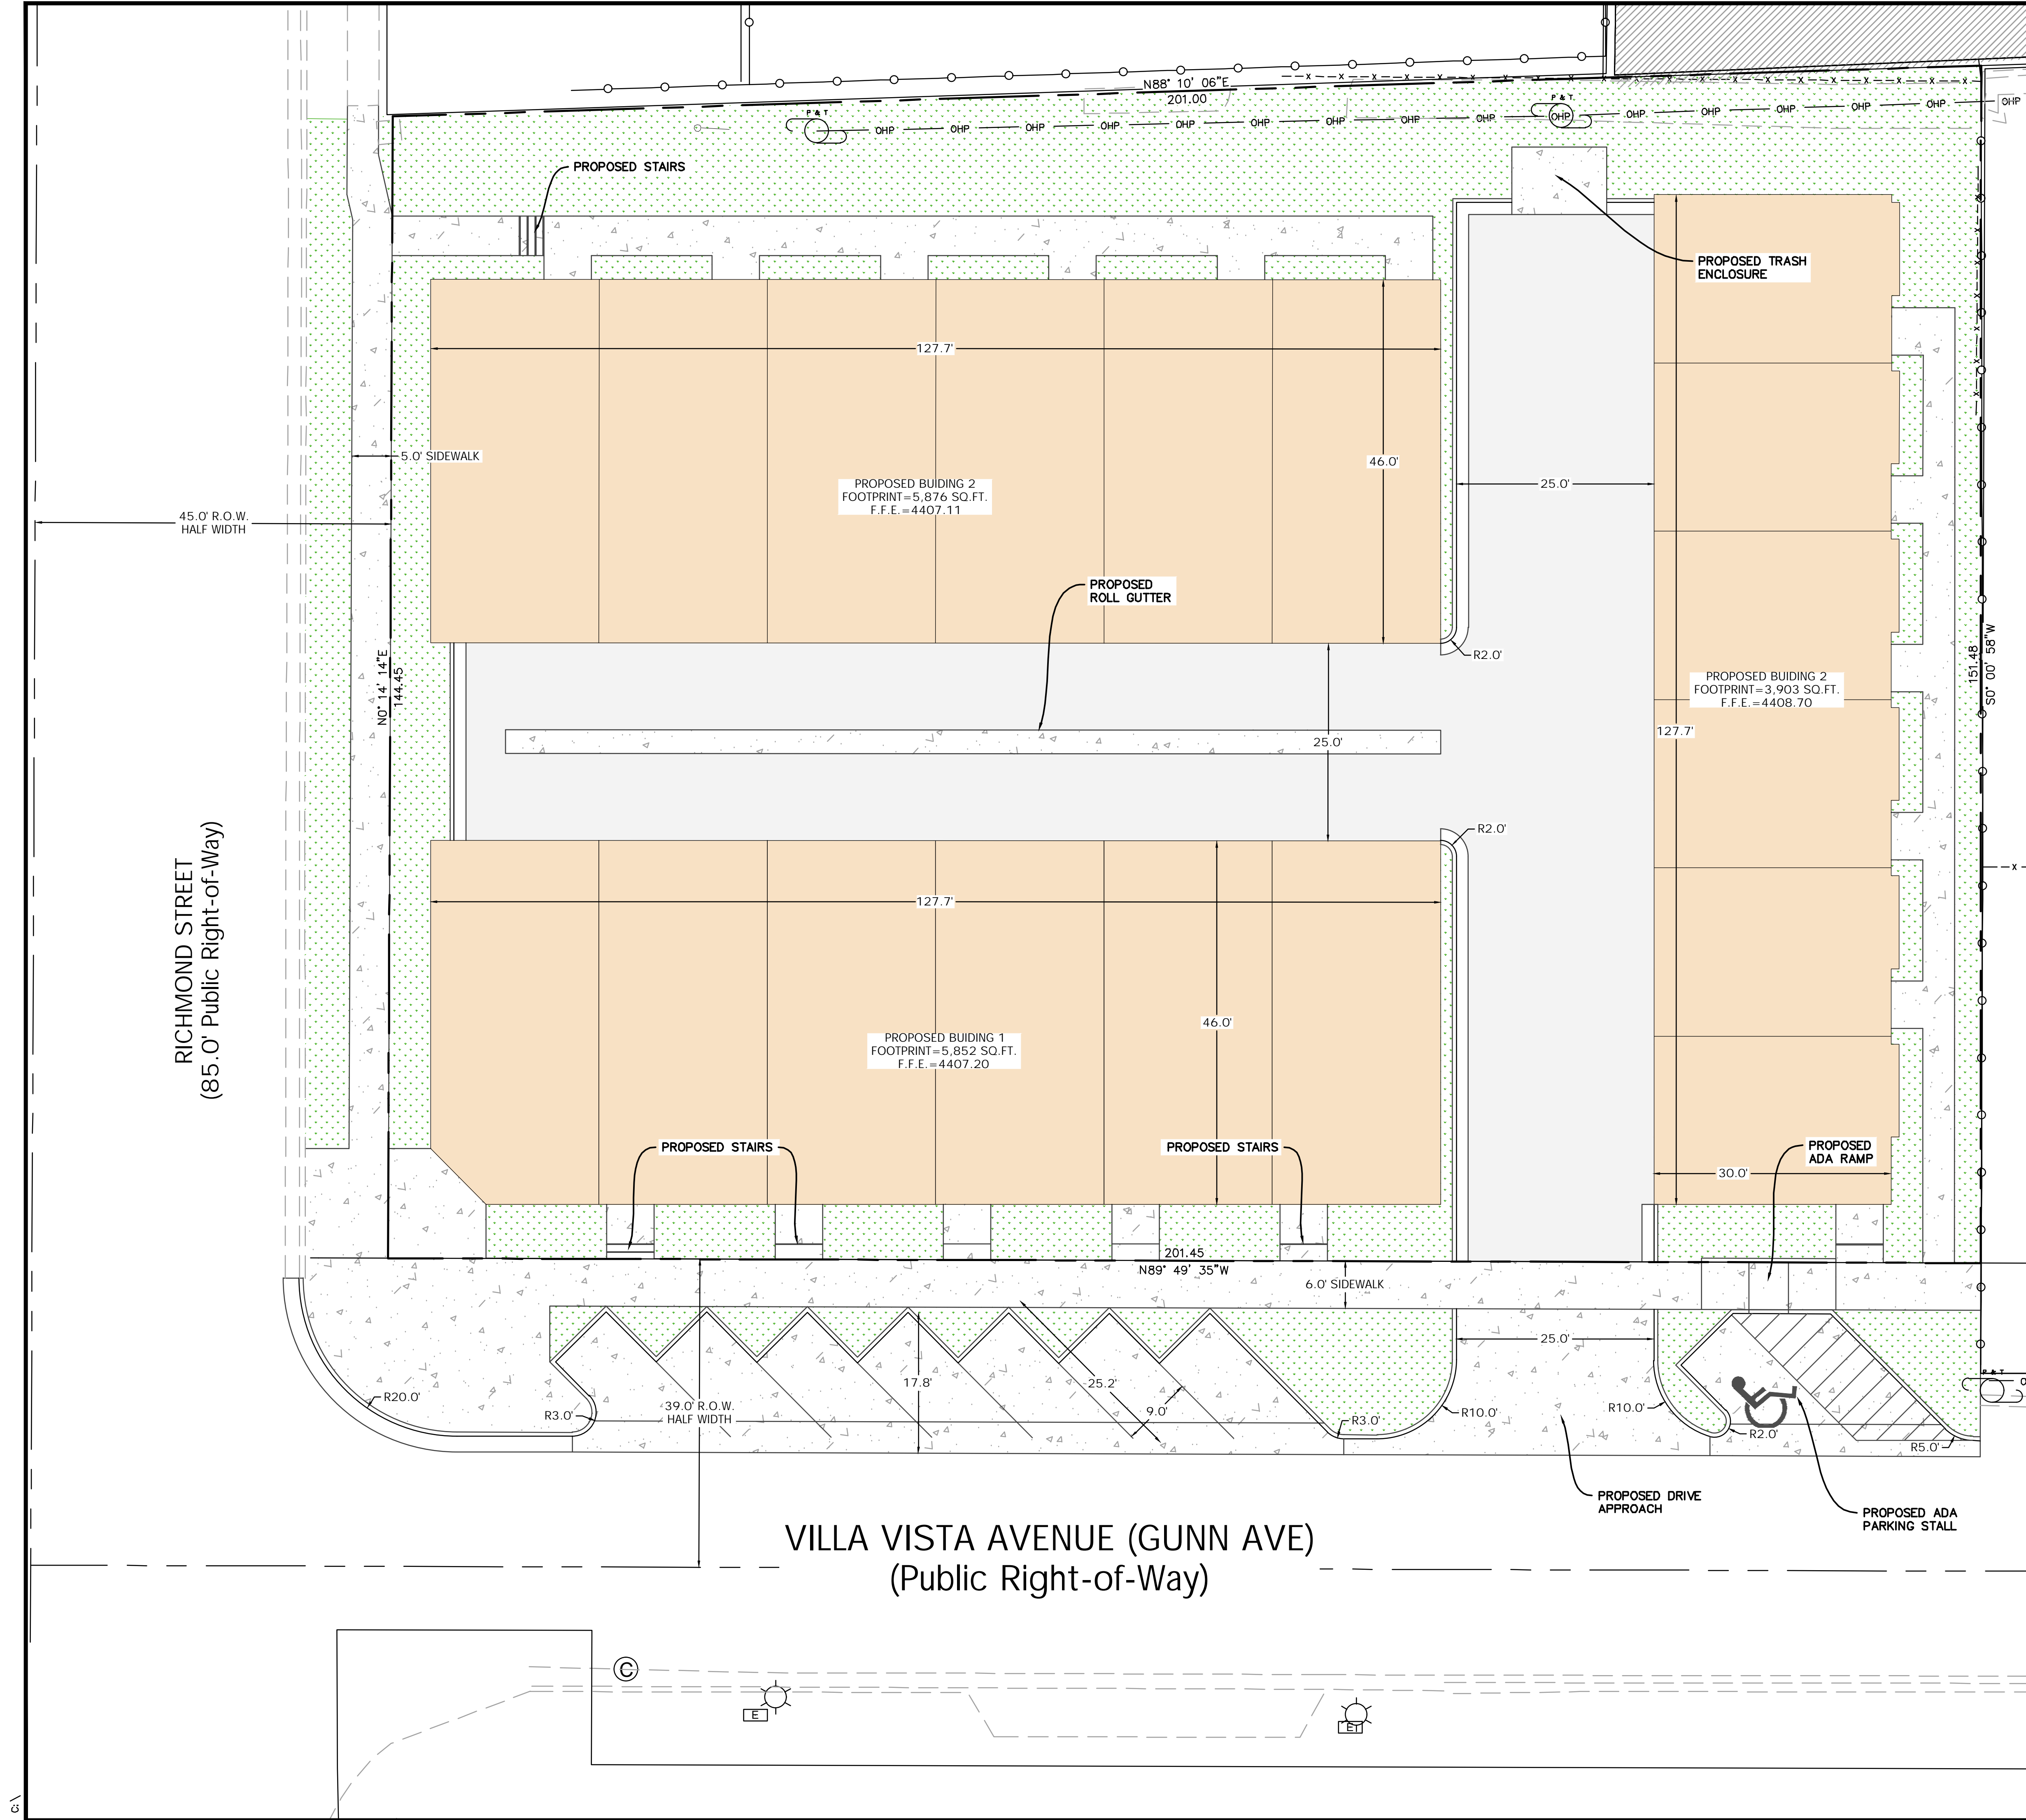 N88° 10' 06"E
201.00
P & T
P & T
OHP OHP OHP OHP OHP OHP OHP OHP OHP OHP OHP OHP OHP OHP OHP OHP
PROPOSED STAIRS
PROPOSED TRASH
ENCLOSURE
127.7'
5.0' SIDEWALK
46.0'
25.0'
PROPOSED BUIDING 2
FOOTPRINT=5,876 SQ.FT.
F.F.E.=4407.11
45.0' R.O.W.
HALF WIDTH
PROPOSED
ROLL GUTTER
R2.0'
N0° 14' 14"E
144.45
PROPOSED BUIDING 2
FOOTPRINT=3,903 SQ.FT.
F.F.E.=4408.70
151.48
S0° 00' 58"W
25.0'
127.7'
R2.0'
RICHMOND STREET
(85.0' Public Right-of-Way)
127.7'
46.0'
PROPOSED BUIDING 1
FOOTPRINT=5,852 SQ.FT.
F.F.E.=4407.20
PROPOSED STAIRS
PROPOSED STAIRS
PROPOSED
ADA RAMP
30.0'
201.45
N89° 49' 35"W
6.0' SIDEWALK
25.0'
17.8'
25.2'
9.0'
R20.0'
R3.0'
39.0' R.O.W.
HALF WIDTH
R3.0'
R10.0'
R10.0'
R2.0'
R5.0'
P & T
PROPOSED DRIVE
APPROACH
PROPOSED ADA
PARKING STALL
VILLA VISTA AVENUE (GUNN AVE)
(Public Right-of-Way)
C
E
E
C:\